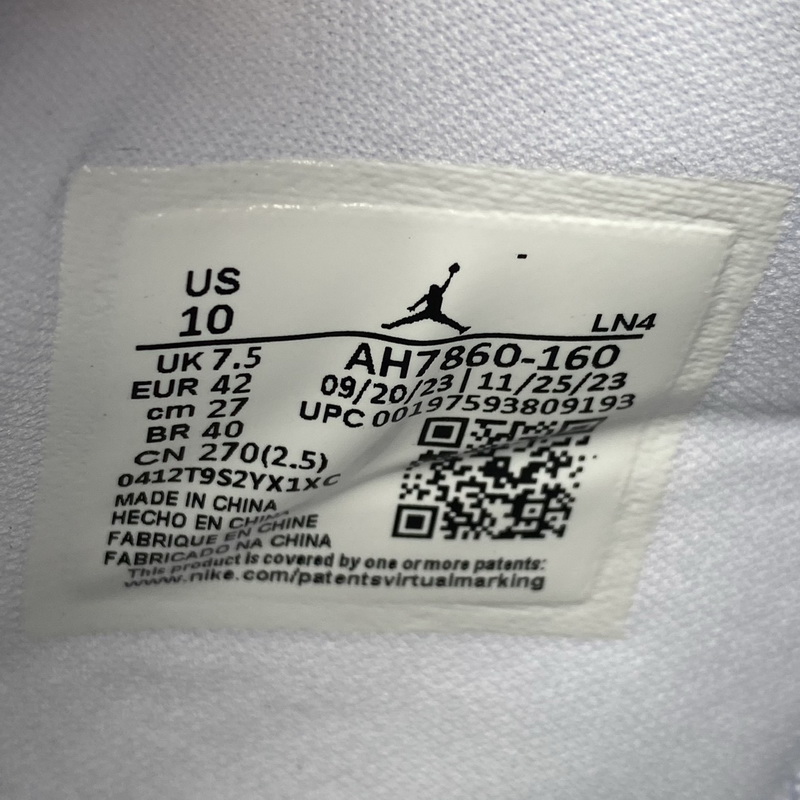 US
10
LN4
UK 7.5
EUR 42
cm 27
BR 40
CN 270(2.5)
0412T9S2YX1XC
MADE IN CHINA
HECHO EN CHINA
FABRIQUE EN CHINE
FABRICADO NA CHINA
AH7860-160
09/20/23 | 11/25/23
UPC 00197593809193
This product is covered by one or more patents:
www.nike.com/patentsvirtualmarking